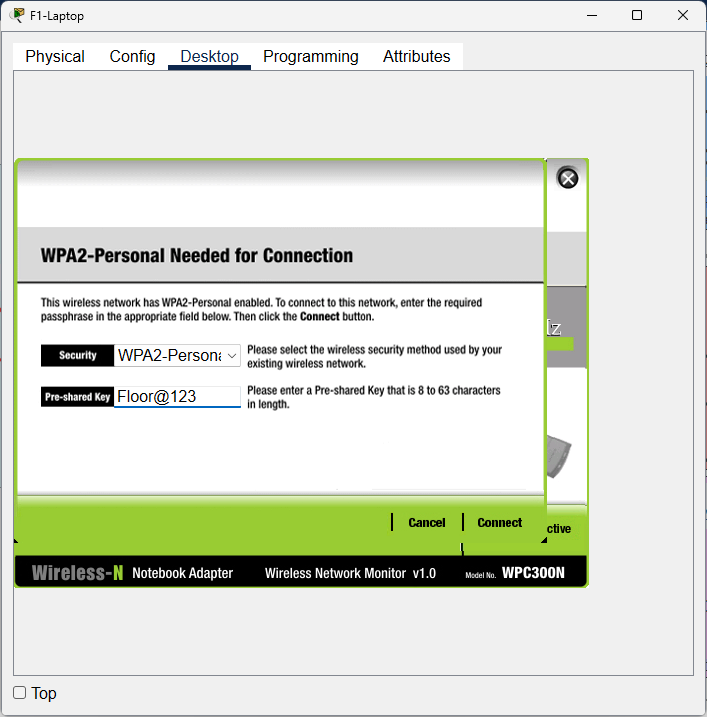 F1-Laptop
Physical Config Desktop Programming Attributes
WPA2-Personal Needed for Connection
This wireless network has WPA2-Personal enabled. To connect to this network, enter the required
passphrase in the appropriate field below. Then click the Connect button.
Security WPA2-Persona Please select the wireless security method used by your
existing wireless network.
Pre-shared Key Floor@123 Please enter a Pre-shared Key that is 8 to 63 characters
in length.
Cancel Connect
ctive
Wireless-N Notebook Adapter Wireless Network Monitor v1.0 Model No. WPC300N
Top